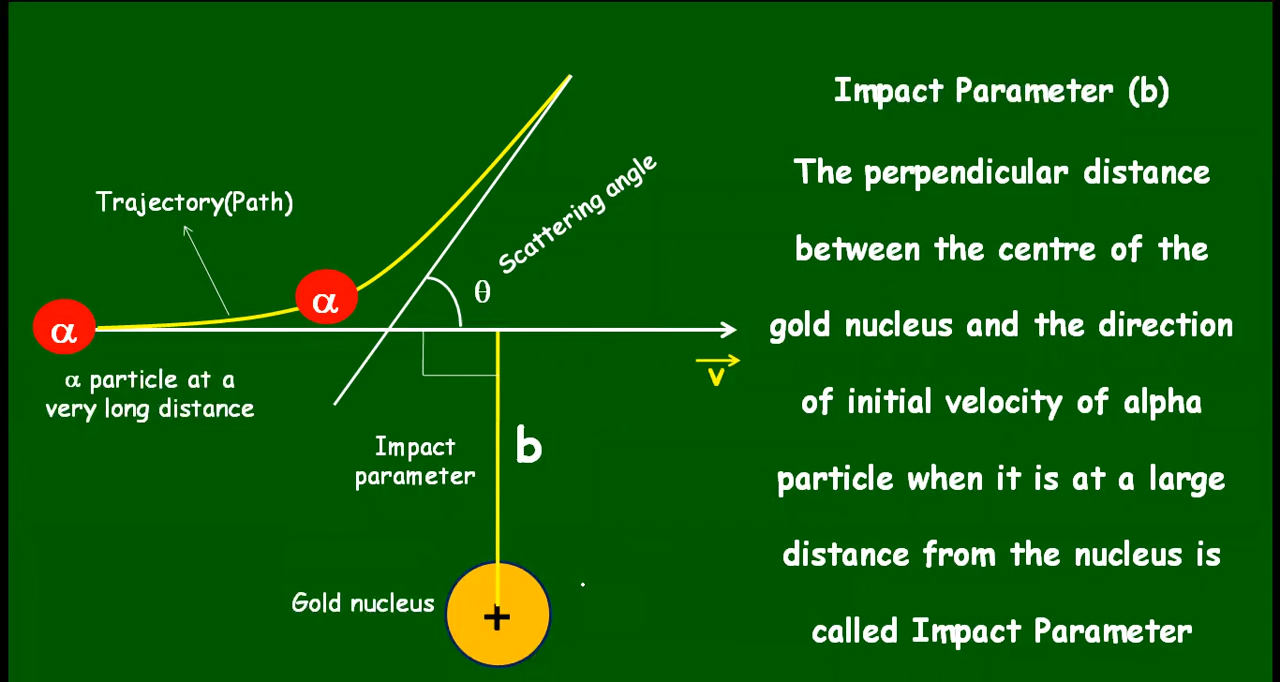 Impact Parameter (b)
The perpendicular distance
between the centre of the
gold nucleus and the direction
of initial velocity of alpha
particle when it is at a large
distance from the nucleus is
called Impact Parameter
Trajectory(Path)
Scattering angle
θ
α
α
α particle at a
very long distance
v
Impact
parameter
b
Gold nucleus
+